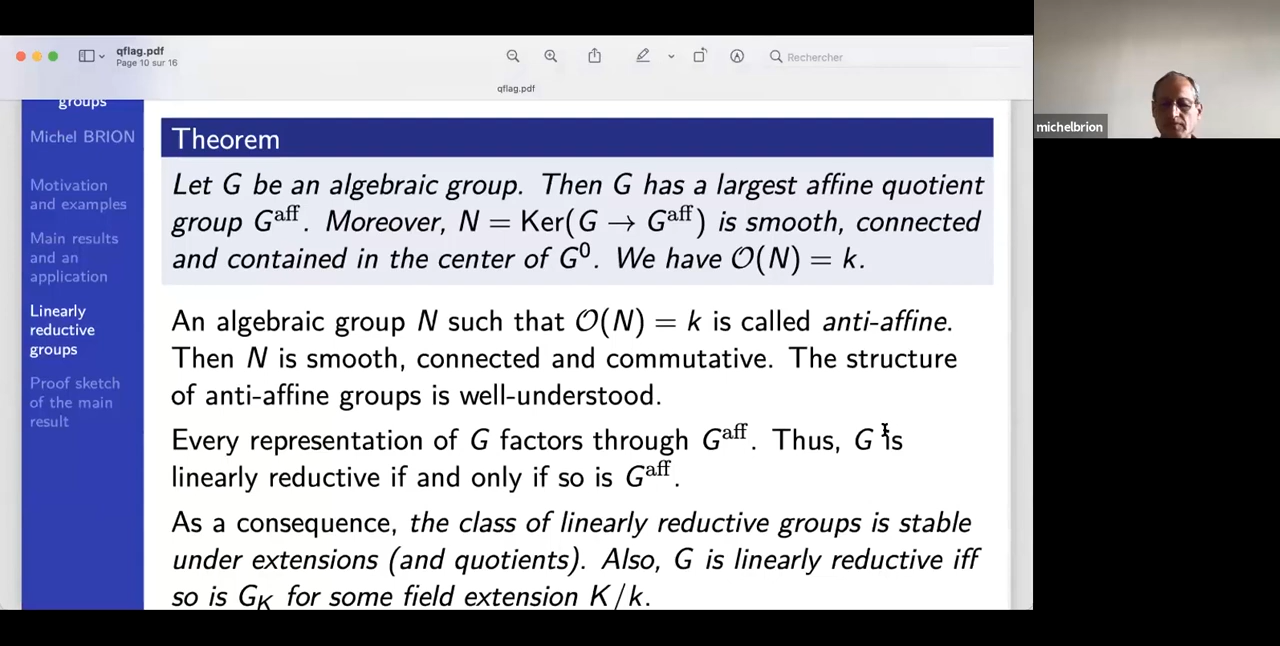 qflag.pdf
Page 10 sur 16
Rechercher
qflag.pdf
groups
Michel BRION
Motivation
and examples
Main results
and an
application
Linearly
reductive
groups
Proof sketch
of the main
result
Theorem
Let G be an algebraic group. Then G has a largest affine quotient
group G^aff. Moreover, N = Ker(G → G^aff) is smooth, connected
and contained in the center of G^0. We have O(N) = k.
An algebraic group N such that O(N) = k is called anti-affine.
Then N is smooth, connected and commutative. The structure
of anti-affine groups is well-understood.
Every representation of G factors through G^aff. Thus, G is
linearly reductive if and only if so is G^aff.
As a consequence, the class of linearly reductive groups is stable
under extensions (and quotients). Also, G is linearly reductive iff
so is G_K for some field extension K/k.
michelbrion